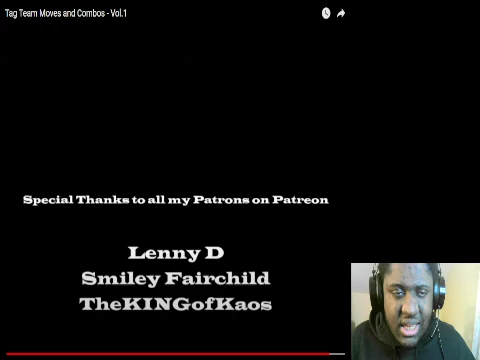 Tag Team Moves and Combos - Vol.1
Special Thanks to all my Patrons on Patreon
Lenny D
Smiley Fairchild
TheKINGofKaos